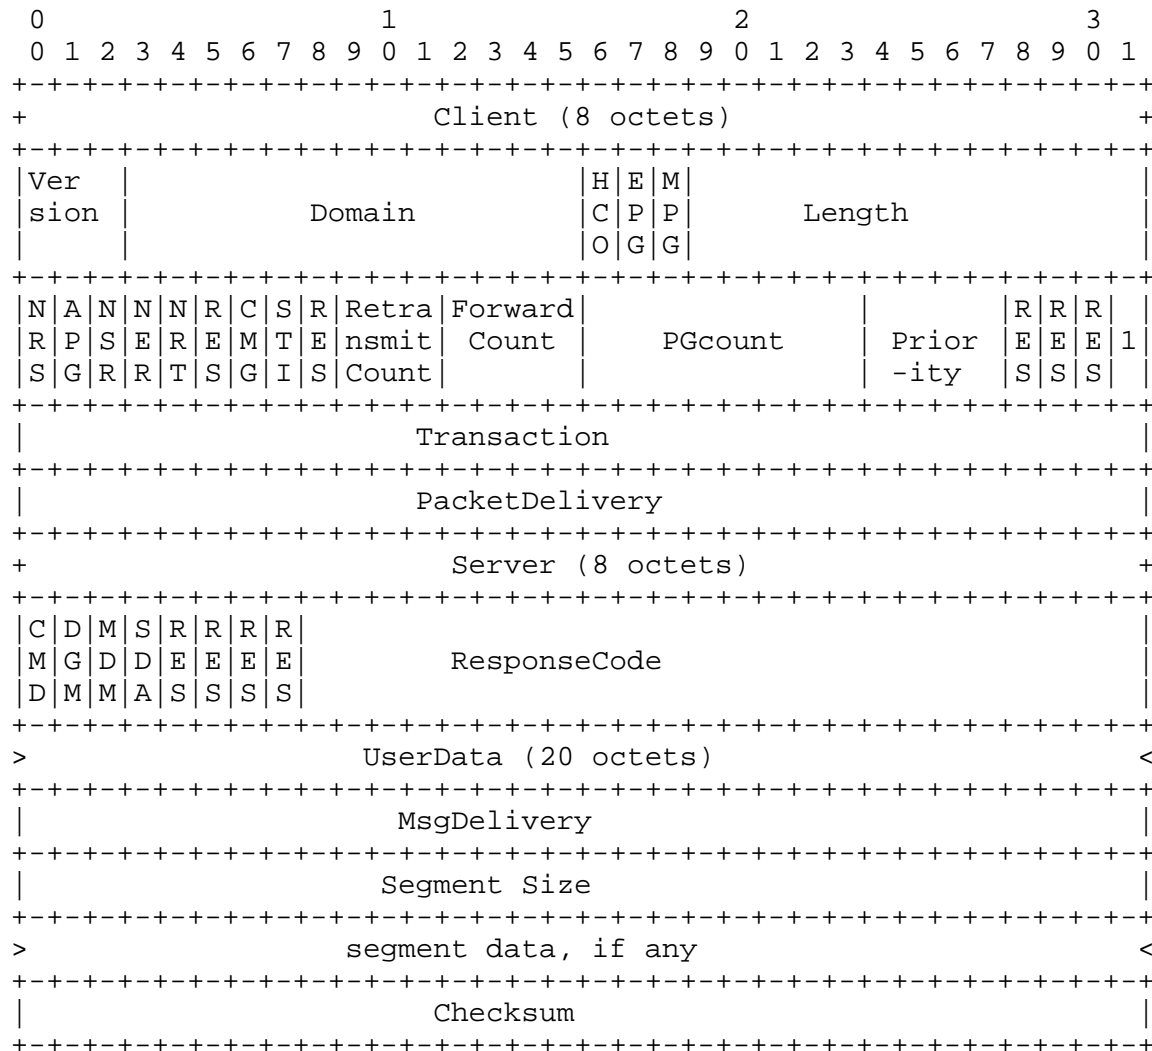 0                   1                   2                   3
 0 1 2 3 4 5 6 7 8 9 0 1 2 3 4 5 6 7 8 9 0 1 2 3 4 5 6 7 8 9 0 1
+-+-+-+-+-+-+-+-+-+-+-+-+-+-+-+-+-+-+-+-+-+-+-+-+-+-+-+-+-+-+-+-+
+                       Client (8 octets)                       +
+-+-+-+-+-+-+-+-+-+-+-+-+-+-+-+-+-+-+-+-+-+-+-+-+-+-+-+-+-+-+-+-+
|Ver  |                         |H|E|M|                         |
|sion |          Domain         |C|P|P|      Length             |
|     |                         |O|G|G|                         |
+-+-+-+-+-+-+-+-+-+-+-+-+-+-+-+-+-+-+-+-+-+-+-+-+-+-+-+-+-+-+-+-+
|N|A|N|N|N|R|C|S|R|Retra|Forward|               |       |R|R|R| |
|R|P|S|E|R|E|M|T|E|nsmit| Count |    PGcount    | Prior |E|E|E|1|
|S|G|R|R|T|S|G|I|S|Count|       |               | -ity  |S|S|S| |
+-+-+-+-+-+-+-+-+-+-+-+-+-+-+-+-+-+-+-+-+-+-+-+-+-+-+-+-+-+-+-+-+
|                      Transaction                              |
+-+-+-+-+-+-+-+-+-+-+-+-+-+-+-+-+-+-+-+-+-+-+-+-+-+-+-+-+-+-+-+-+
|                      PacketDelivery                           |
+-+-+-+-+-+-+-+-+-+-+-+-+-+-+-+-+-+-+-+-+-+-+-+-+-+-+-+-+-+-+-+-+
+                        Server (8 octets)                      +
+-+-+-+-+-+-+-+-+-+-+-+-+-+-+-+-+-+-+-+-+-+-+-+-+-+-+-+-+-+-+-+-+
|C|D|M|S|R|R|R|R|                                               |
|M|G|D|D|E|E|E|E|        ResponseCode                           |
|D|M|M|A|S|S|S|S|                                               |
+-+-+-+-+-+-+-+-+-+-+-+-+-+-+-+-+-+-+-+-+-+-+-+-+-+-+-+-+-+-+-+-+
>                   UserData (20 octets)                        <
+-+-+-+-+-+-+-+-+-+-+-+-+-+-+-+-+-+-+-+-+-+-+-+-+-+-+-+-+-+-+-+-+
|                     MsgDelivery                               |
+-+-+-+-+-+-+-+-+-+-+-+-+-+-+-+-+-+-+-+-+-+-+-+-+-+-+-+-+-+-+-+-+
|                    Segment Size                               |
+-+-+-+-+-+-+-+-+-+-+-+-+-+-+-+-+-+-+-+-+-+-+-+-+-+-+-+-+-+-+-+-+
>                  segment data, if any                         <
+-+-+-+-+-+-+-+-+-+-+-+-+-+-+-+-+-+-+-+-+-+-+-+-+-+-+-+-+-+-+-+-+
|                       Checksum                                |
+-+-+-+-+-+-+-+-+-+-+-+-+-+-+-+-+-+-+-+-+-+-+-+-+-+-+-+-+-+-+-+-+